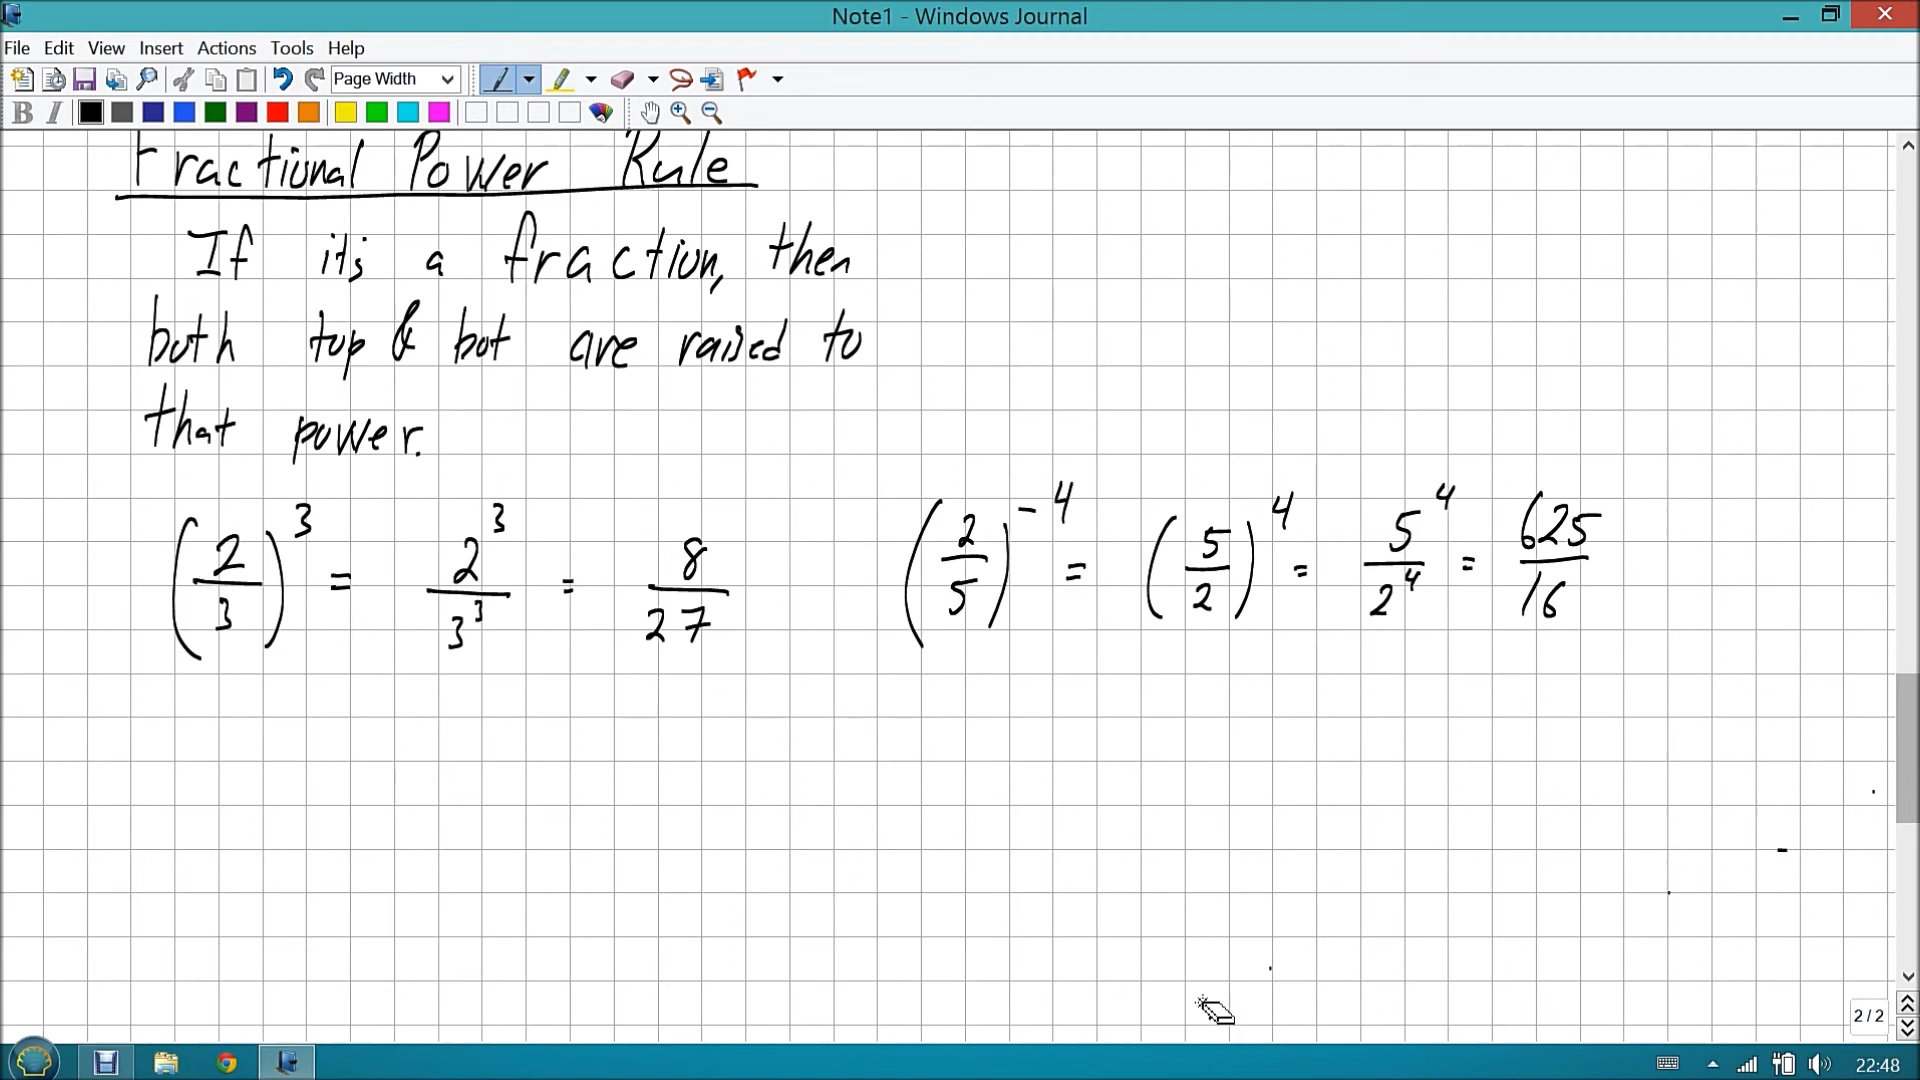 Note1 - Windows Journal
File Edit View Insert Actions Tools Help
Page Width
B I
Fractional Power Rule
If it's a fraction, then
both top & bot are raised to
that power.
(2/3)^3 = 2^3/3^3 = 8/27
(2/5)^-4 = (5/2)^4 = 5^4/2^4 = 625/16
2 / 2
22:48